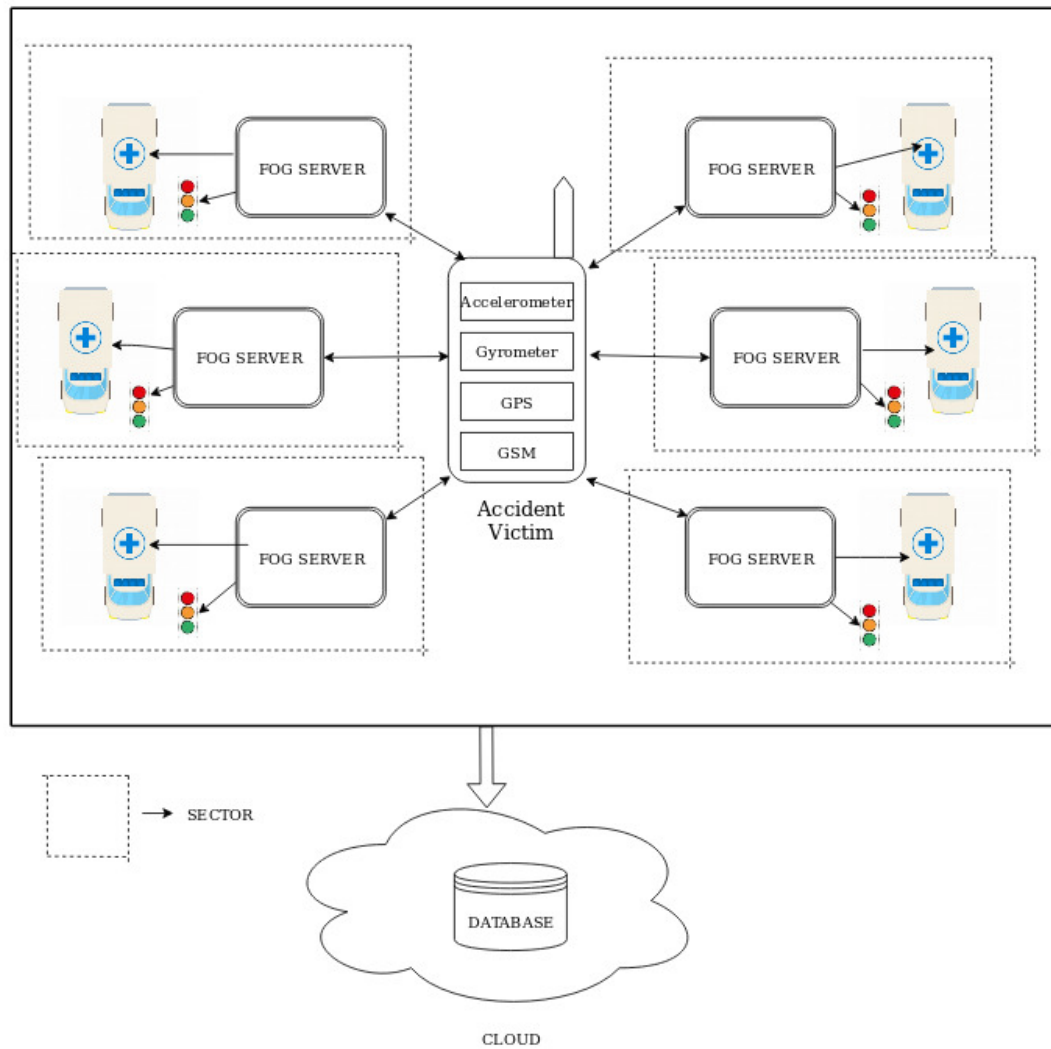 FOG SERVER
FOG SERVER
Accelerometer
Gyrometer
GPS
GSM
FOG SERVER
FOG SERVER
Accident
Victim
FOG SERVER
FOG SERVER
SECTOR
DATABASE
CLOUD